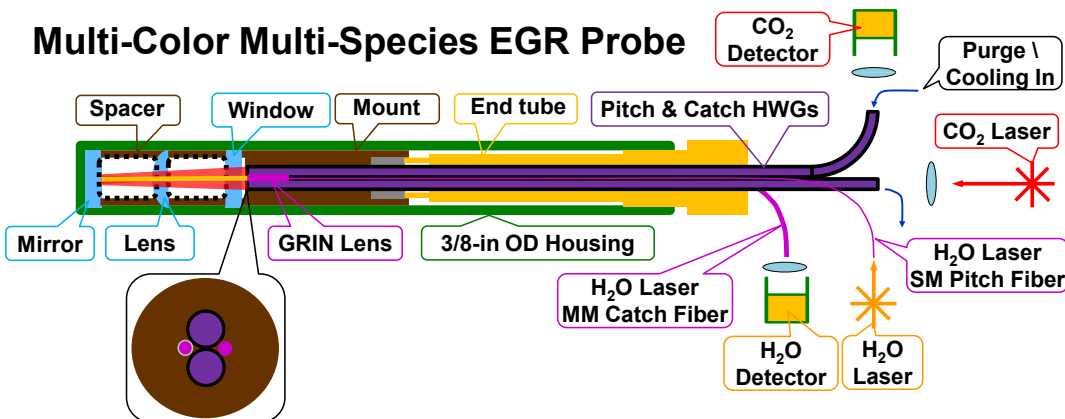 Multi-Color Multi-Species EGR Probe
CO₂
Detector
Purge \
Cooling In
Spacer
Window
Mount
End tube
Pitch & Catch HWGs
CO₂ Laser
Mirror
Lens
GRIN Lens
3/8-in OD Housing
H₂O Laser
MM Catch Fiber
H₂O Laser
SM Pitch Fiber
H₂O
Detector
H₂O
Laser